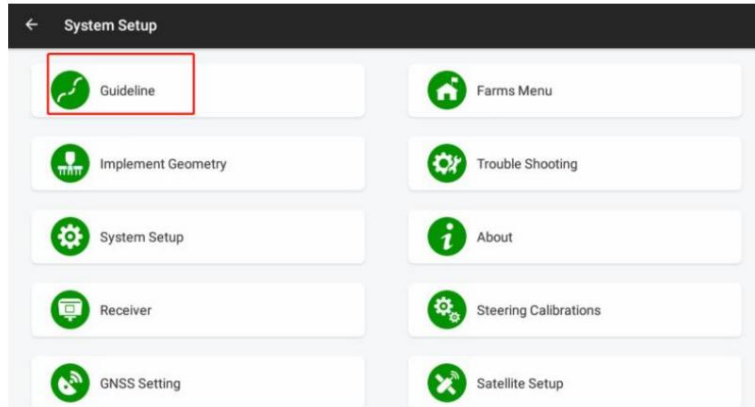 System Setup
Guideline
Farms Menu
Implement Geometry
Trouble Shooting
System Setup
About
Receiver
Steering Calibrations
GNSS Setting
Satellite Setup